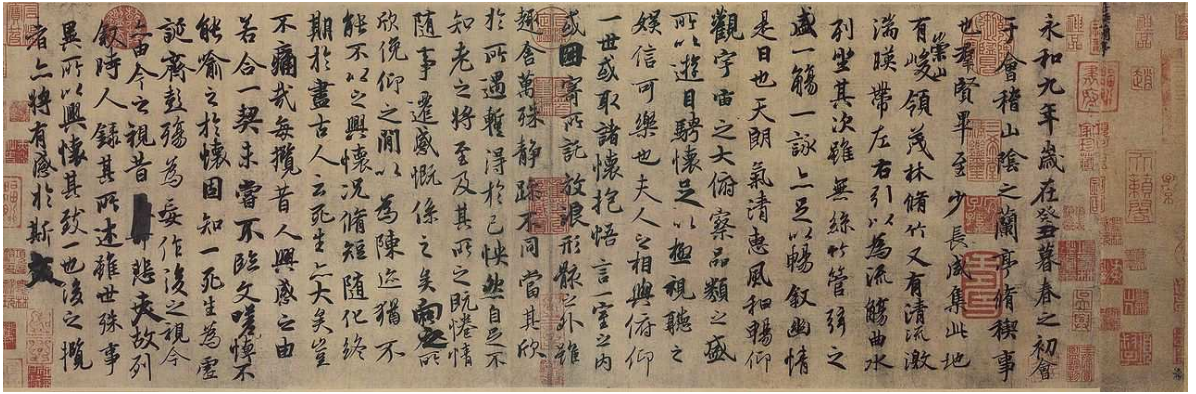 永和九年歲在癸丑暮春之初會
于會稽山陰之蘭亭脩稧事
也羣賢畢至少長咸集此地
有崇山峻領茂林脩竹又有清流激
湍暎帶左右引以為流觴曲水
列坐其次雖無絲竹管弦之
盛一觴一詠亦足以暢叙幽情
是日也天朗氣清惠風和暢仰
觀宇宙之大俯察品類之盛
所以遊目騁懷足以極視聽之
娛信可樂也夫人之相與俯仰
一世或取諸懷抱悟言一室之內
或因寄所託放浪形骸之外雖
趣舍萬殊靜躁不同當其欣
於所遇蹔得於己怏然自足不
知老之將至及其所之既惓情
隨事遷感慨係之矣向之所
欣俛仰之閒以為陳迹猶不
能不以之興懷況脩短隨化終
期於盡古人云死生亦大矣豈
不痛哉每攬昔人興感之由
若合一契未嘗不臨文嗟悼不
能喻之於懷固知一死生為虛
誕齊彭殤為妄作後之視今
亦由今之視昔悲夫故列
叙時人錄其所述雖世殊事
異所以興懷其致一也後之攬
者亦將有感於斯文